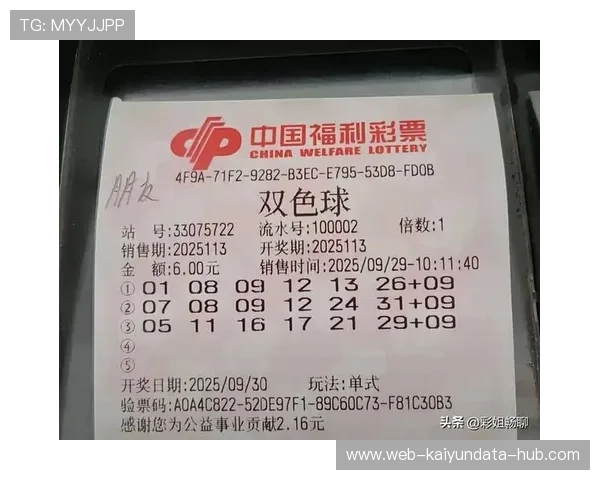 TG: MYYJJPP
中国福利彩票
CHINA WELFARE LOTTERY
4F9A-71F2-9282-B3EC-E795-53D8-FD0B
朋友
双色球
站 号:33075722 流水号:100002 倍数:1
销售期:2025113 开奖期:2025113
金 额:6.00元 销售时间:2025/09/29-10:11:40
① 01 08 09 12 13 26+09
② 07 08 09 12 24 31+09
③ 05 11 16 17 21 29+09
④
⑤
开奖日期:2025/09/30 玩法:单式
验票码:A0A4C822-52DE97F1-89C60C73-F81C30B3
感谢您为公益事业贡献2.16元
头条 @彩姐畅聊
www-web-kaiyundata-hub.com